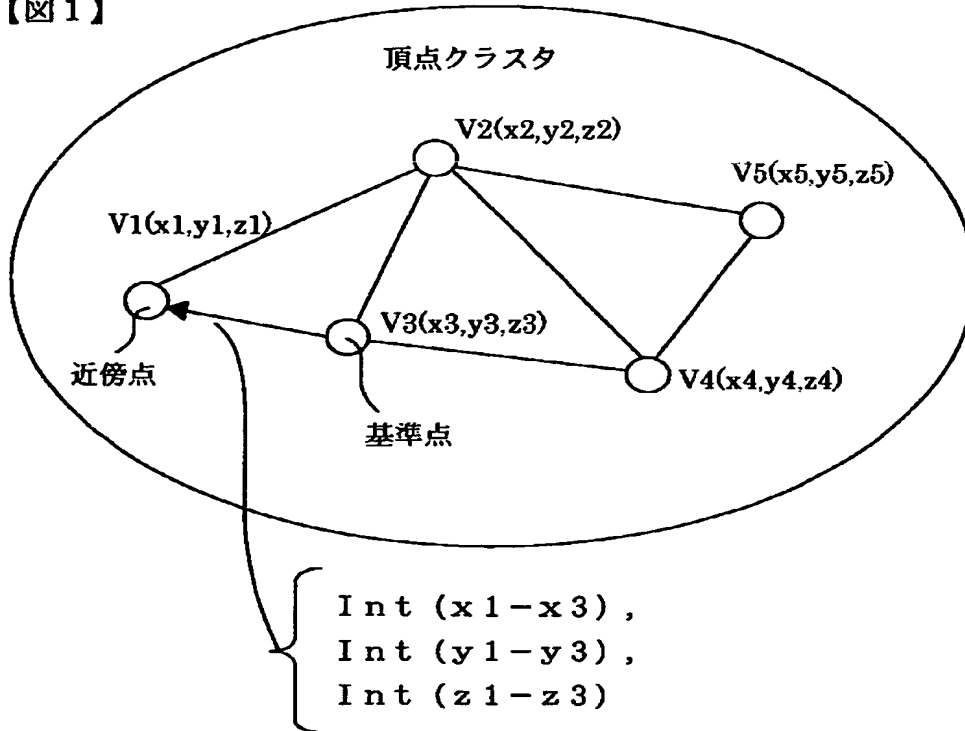 【図１】
頂点クラスタ
V2(x2,y2,z2)
V5(x5,y5,z5)
V1(x1,y1,z1)
V3(x3,y3,z3)
近傍点
V4(x4,y4,z4)
基準点
Ｉｎｔ（ｘ１－ｘ３），
Ｉｎｔ（ｙ１－ｙ３），
Ｉｎｔ（ｚ１－ｚ３）